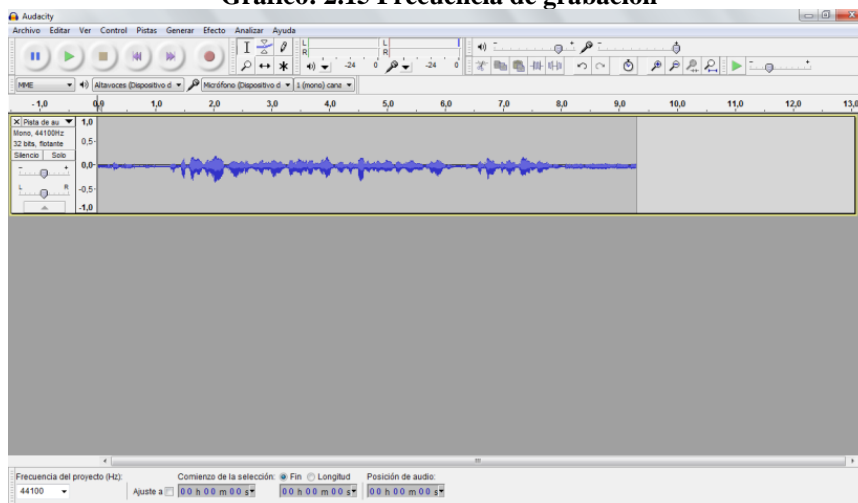 Gráfico: 2.15 Frecuencia de grabación
Audacity
Archivo Editar Ver Control Pistas Generar Efecto Analizar Ayuda
L
R
L
R
-24 0 -24 0
MME Altavoces (Dispositivo d Micrófono (Dispositivo d 1 (mono) cana
-1,0 0,0 1,0 2,0 3,0 4,0 5,0 6,0 7,0 8,0 9,0 10,0 11,0 12,0 13,0
X Pista de au 1,0
Mono, 44100Hz
32 bits, flotante 0,5
Silencio Solo
- + 0,0
L R -0,5
-1,0
Frecuencia del proyecto (Hz): Comienzo de la selección: Fin Longitud Posición de audio:
44100 Ajuste a 00 h 00 m 00 s 00 h 00 m 00 s 00 h 00 m 00 s